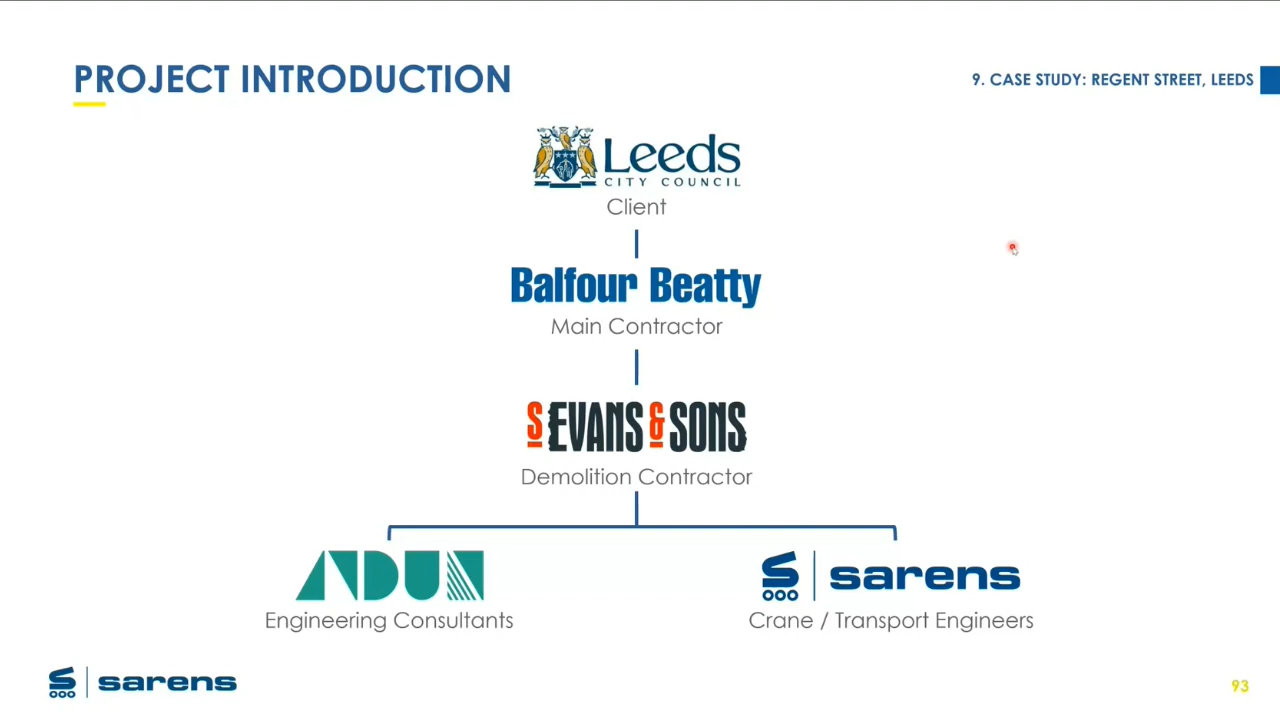 PROJECT INTRODUCTION
9. CASE STUDY: REGENT STREET, LEEDS
Leeds
CITY COUNCIL
Client
Balfour Beatty
Main Contractor
S EVANS & SONS
Demolition Contractor
ADUN
sarens
Engineering Consultants
Crane / Transport Engineers
sarens
93